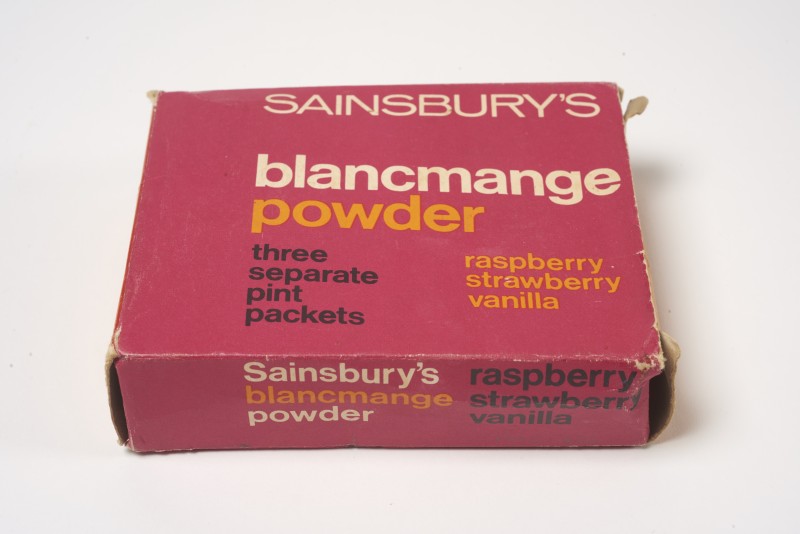 SAINSBURY'S
blancmange
powder
three
separate
pint
packets
raspberry
strawberry
vanilla
Sainsbury's
blancmange
powder
raspberry
strawberry
vanilla